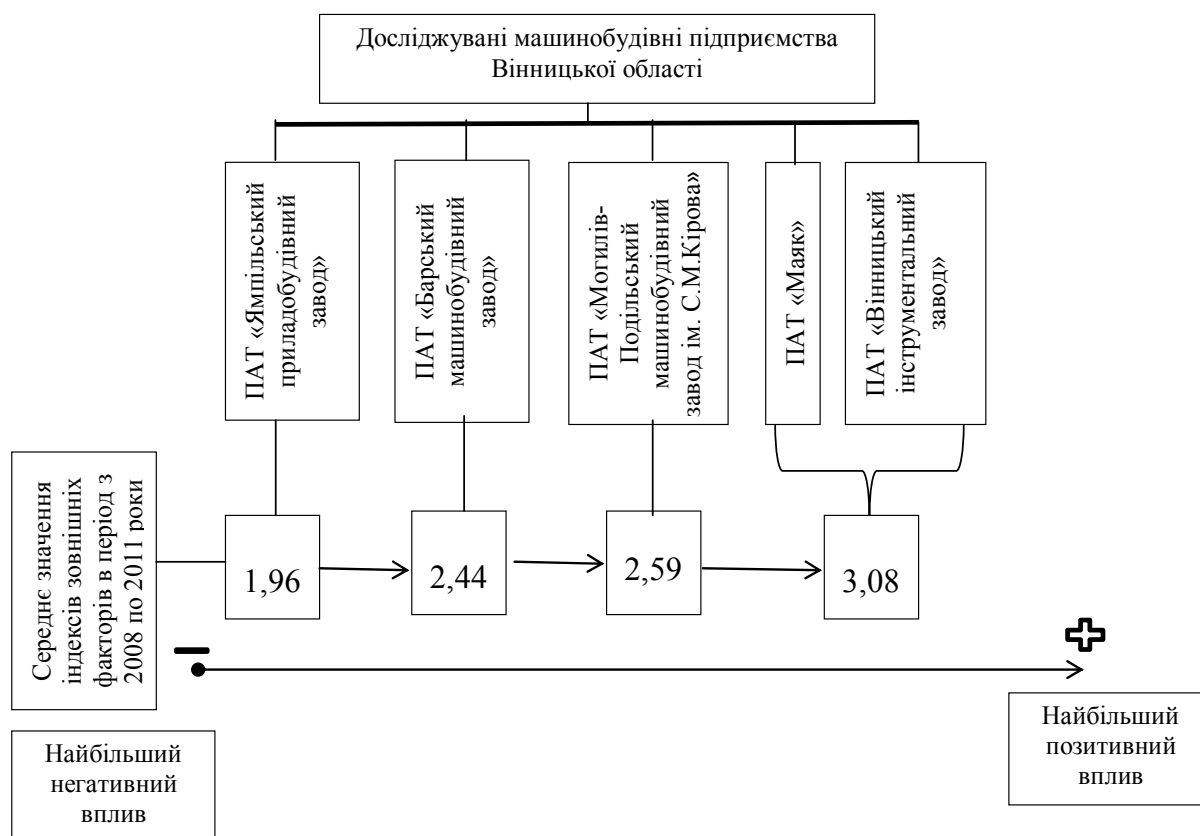 Досліджувані машинобудівні підприємства
Вінницької області
ПАТ «Ямпільський
приладобудівний
завод»
ПАТ «Барський
машинобудівний
завод»
ПАТ «Могилів-
Подільський
машинобудівний
завод ім. С.М.Кірова»
ПАТ «Маяк»
ПАТ «Вінницький
інструментальний
завод»
Середнє значення
індексів зовнішніх
факторів в період з
2008 по 2011 роки
1,96
2,44
2,59
3,08
Найбільший
негативний
вплив
Найбільший
позитивний
вплив